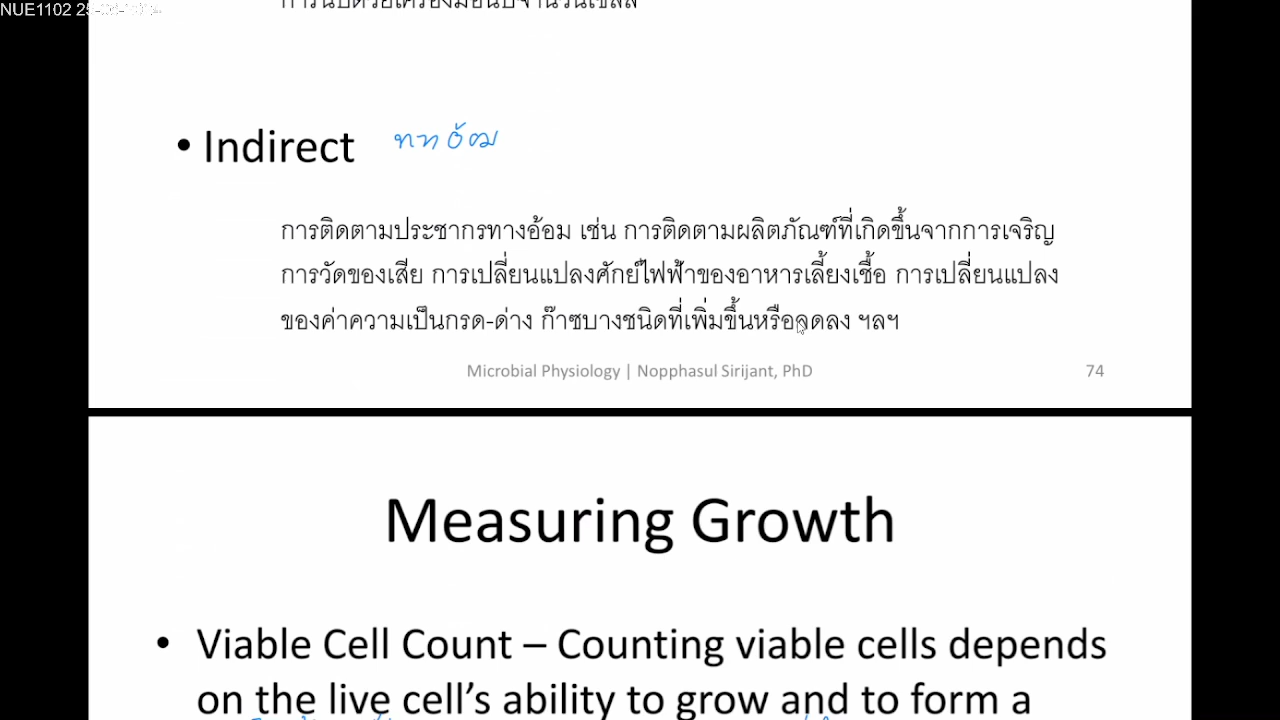 NUE1102
• Indirect ทางอ้อม
การติดตามประชากรทางอ้อม เช่น การติดตามผลิตภัณฑ์ที่เกิดขึ้นจากการเจริญ
การวัดของเสีย การเปลี่ยนแปลงศักย์ไฟฟ้าของอาหารเลี้ยงเชื้อ การเปลี่ยนแปลง
ของค่าความเป็นกรด-ด่าง ก๊าซบางชนิดที่เพิ่มขึ้นหรือลดลง ฯลฯ
Microbial Physiology | Nopphasul Sirijant, PhD 74
Measuring Growth
• Viable Cell Count – Counting viable cells depends
on the live cell’s ability to grow and to form a